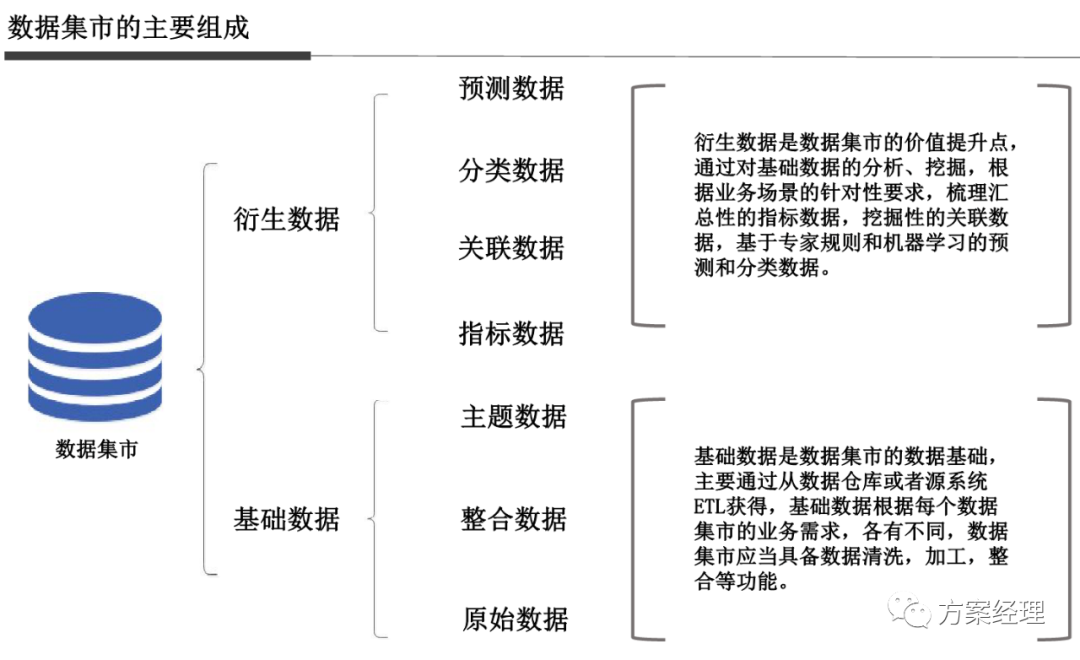 数据集市的主要组成
预测数据
分类数据
衍生数据
关联数据
指标数据
衍生数据是数据集市的价值提升点，
通过对基础数据的分析、挖掘，根
据业务场景的针对性要求，梳理汇
总性的指标数据，挖掘性的关联数
据，基于专家规则和机器学习的预
测和分类数据。
数据集市
主题数据
基础数据
整合数据
原始数据
基础数据是数据集市的数据基础，
主要通过从数据仓库或者源系统
ETL获得，基础数据根据每个数据
集市的业务需求，各有不同，数据
集市应当具备数据清洗，加工，整
合等功能。
方案经理